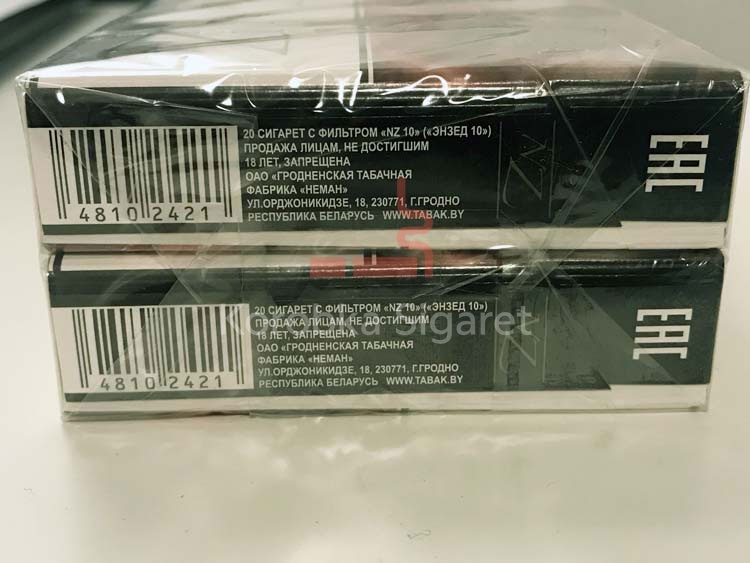 20 СИГАРЕТ С ФИЛЬТРОМ «NZ 10» («ЭНЗЕД 10»)
ПРОДАЖА ЛИЦАМ, НЕ ДОСТИГШИМ
18 ЛЕТ, ЗАПРЕЩЕНА
ОАО «ГРОДНЕНСКАЯ ТАБАЧНАЯ
ФАБРИКА «НЕМАН»
УЛ.ОРДЖОНИКИДЗЕ, 18, 230771, Г.ГРОДНО
РЕСПУБЛИКА БЕЛАРУСЬ WWW.TABAK.BY
4810 2421
NZ
EAC
20 СИГАРЕТ С ФИЛЬТРОМ «NZ 10» («ЭНЗЕД 10»)
ПРОДАЖА ЛИЦАМ, НЕ ДОСТИГШИМ
18 ЛЕТ, ЗАПРЕЩЕНА
ОАО «ГРОДНЕНСКАЯ ТАБАЧНАЯ
ФАБРИКА «НЕМАН»
УЛ.ОРДЖОНИКИДЗЕ, 18, 230771, Г.ГРОДНО
РЕСПУБЛИКА БЕЛАРУСЬ WWW.TABAK.BY
4810 2421
EAC
Sigaret